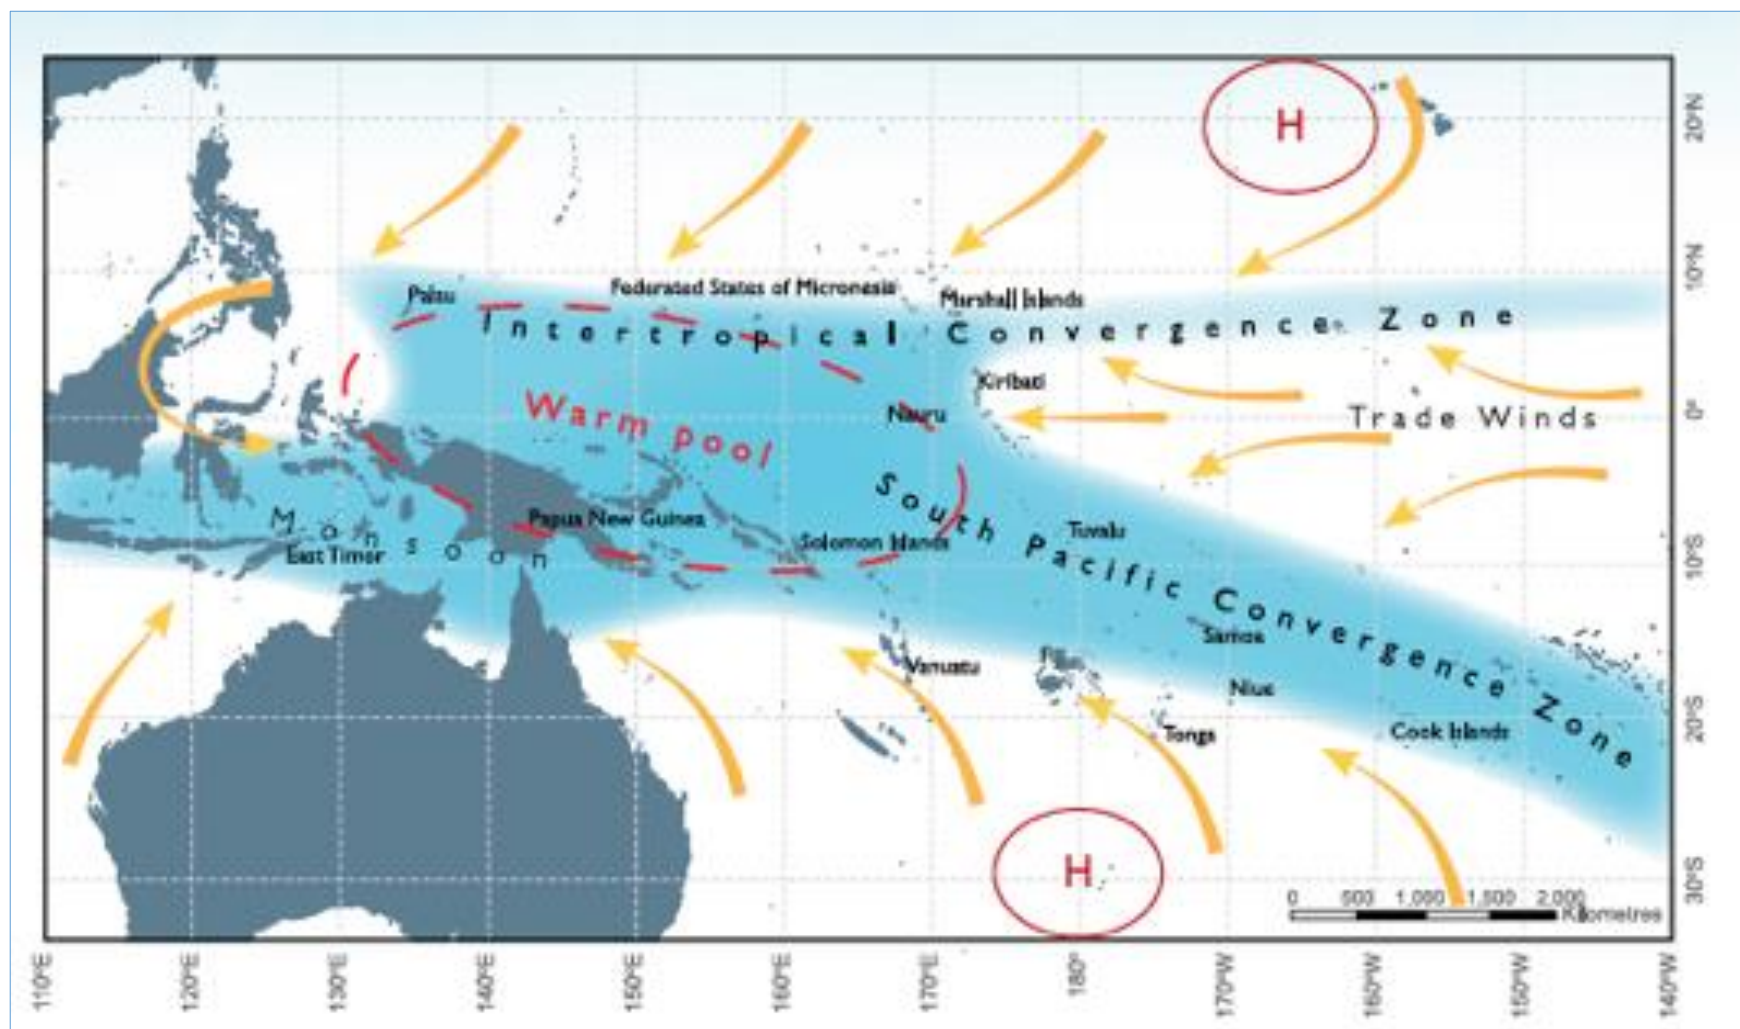 H
20°N
10°N
Palau
Federated States of Micronesia
Marshall Islands
Intertropical Convergence Zone
Kiribati
Warm pool
Nauru
Trade Winds
0°
South Pacific Convergence Zone
Monsoon
Papua New Guinea
Solomon Islands
Tuvalu
East Timor
10°S
Samoa
Fiji
Vanuatu
Niue
20°S
Tonga
Cook Islands
H
30°S
0 500 1,000 1,500 2,000
Kilometres
110°E 120°E 130°E 140°E 150°E 160°E 170°E 180° 170°W 160°W 150°W 140°W